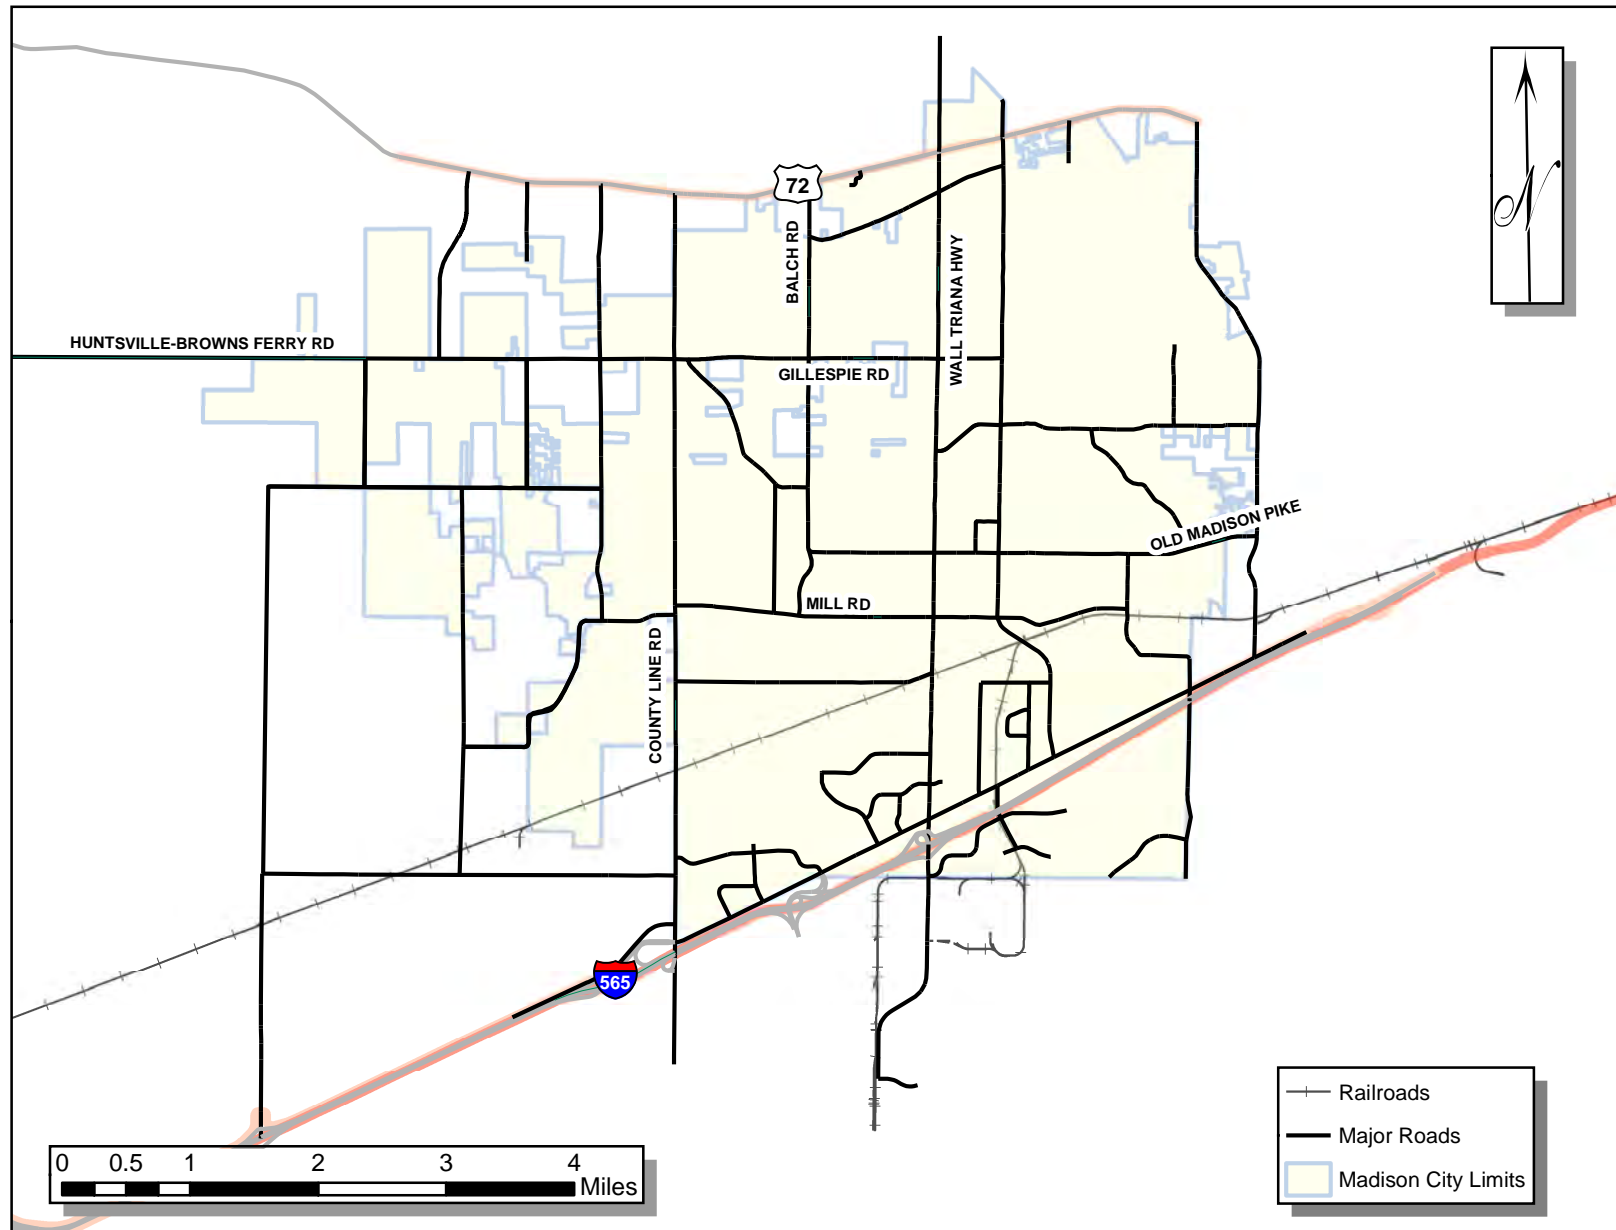 72
BALCH RD
WALL TRIANA HWY
HUNTSVILLE-BROWNS FERRY RD
GILLESPIE RD
OLD MADISON PIKE
MILL RD
COUNTY LINE RD
565
N
Railroads
Major Roads
Madison City Limits
0 0.5 1 2 3 4
Miles